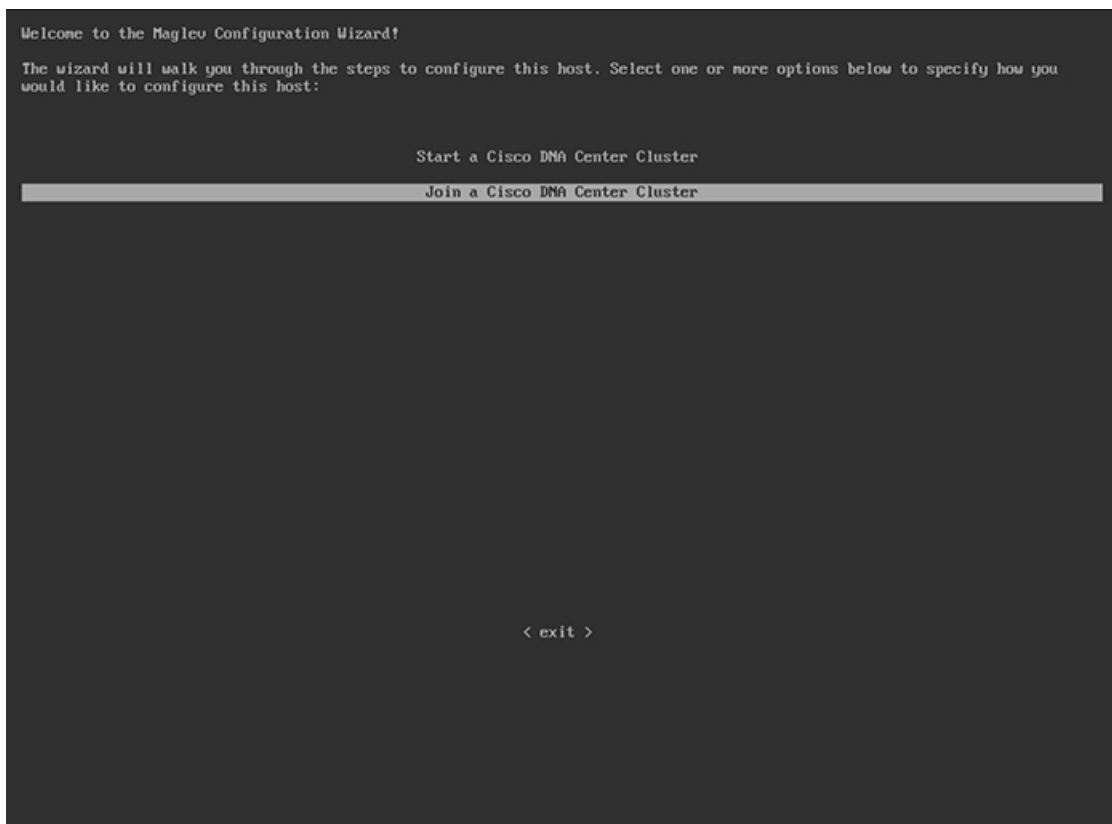 Welcome to the Maglev Configuration Wizard!
The wizard will walk you through the steps to configure this host. Select one or more options below to specify how you
would like to configure this host:
Start a Cisco DNA Center Cluster
Join a Cisco DNA Center Cluster
< exit >